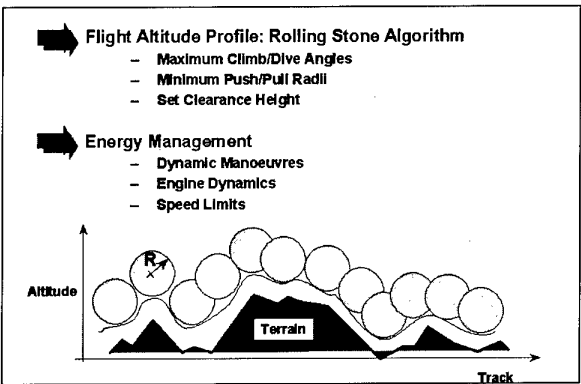 Flight Altitude Profile: Rolling Stone Algorithm
– Maximum Climb/Dive Angles
– Minimum Push/Pull Radii
– Set Clearance Height
Energy Management
– Dynamic Manoeuvres
– Engine Dynamics
– Speed Limits
R
Altitude
Terrain
Track